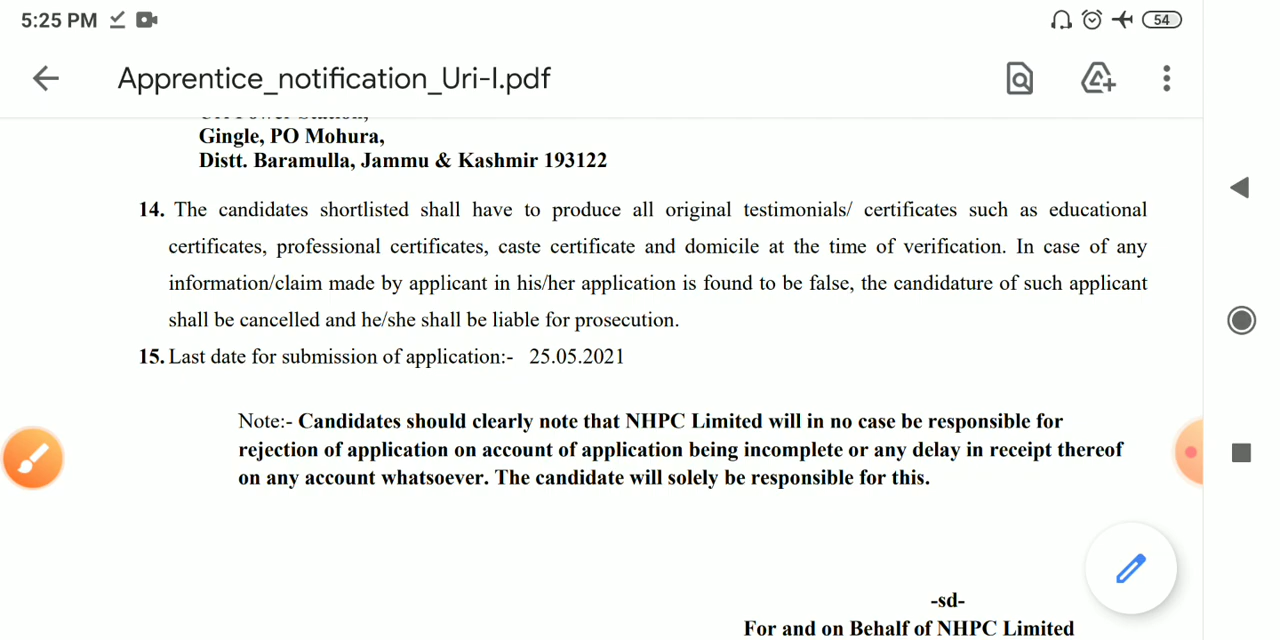 5:25 PM 54
Apprentice_notification_Uri-I.pdf
Gingle, PO Mohura,
Distt. Baramulla, Jammu & Kashmir 193122
14. The candidates shortlisted shall have to produce all original testimonials/ certificates such as educational
certificates, professional certificates, caste certificate and domicile at the time of verification. In case of any
information/claim made by applicant in his/her application is found to be false, the candidature of such applicant
shall be cancelled and he/she shall be liable for prosecution.
15. Last date for submission of application:- 25.05.2021
Note:- Candidates should clearly note that NHPC Limited will in no case be responsible for
rejection of application on account of application being incomplete or any delay in receipt thereof
on any account whatsoever. The candidate will solely be responsible for this.
-sd-
For and on Behalf of NHPC Limited